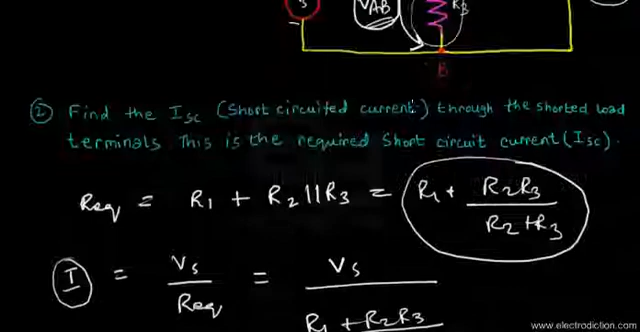 s
VAB
R3
B
② Find the Isc (Short circuited current) through the shorted load
terminals. This is the required Short circuit current (Isc).
Req = R1 + R2||R3 = R1 + R2R3 / R2+R3
I = Vs / Req = Vs / R1 + R2R3
www.electrodiction.com